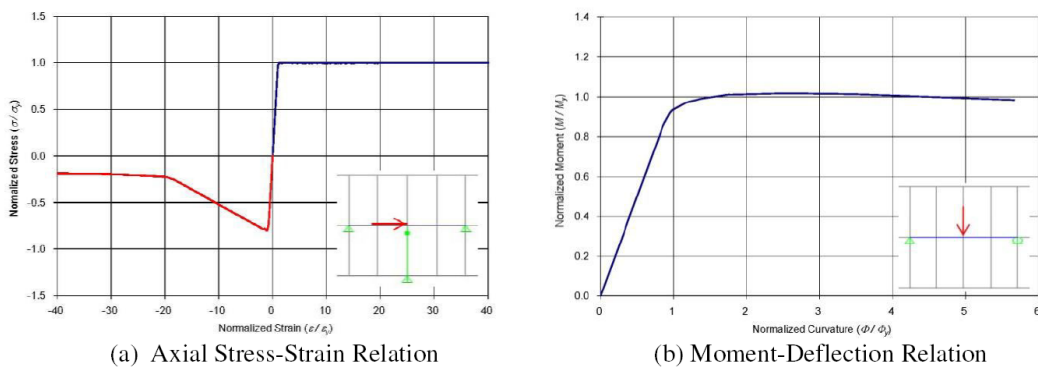 1.5
1.0
0.5
0.0
-0.5
-1.0
-1.5
Normalized Stress (σ/σy)
-40 -30 -20 -10 0 10 20 30 40
Normalized Strain (ε/εy)
(a) Axial Stress-Strain Relation
1.4
1.2
1.0
0.8
0.6
0.4
0.2
0.0
Normalized Moment (M / My)
0 1 2 3 4 5 6
Normalized Curvature (Φ/Φy)
(b) Moment-Deflection Relation